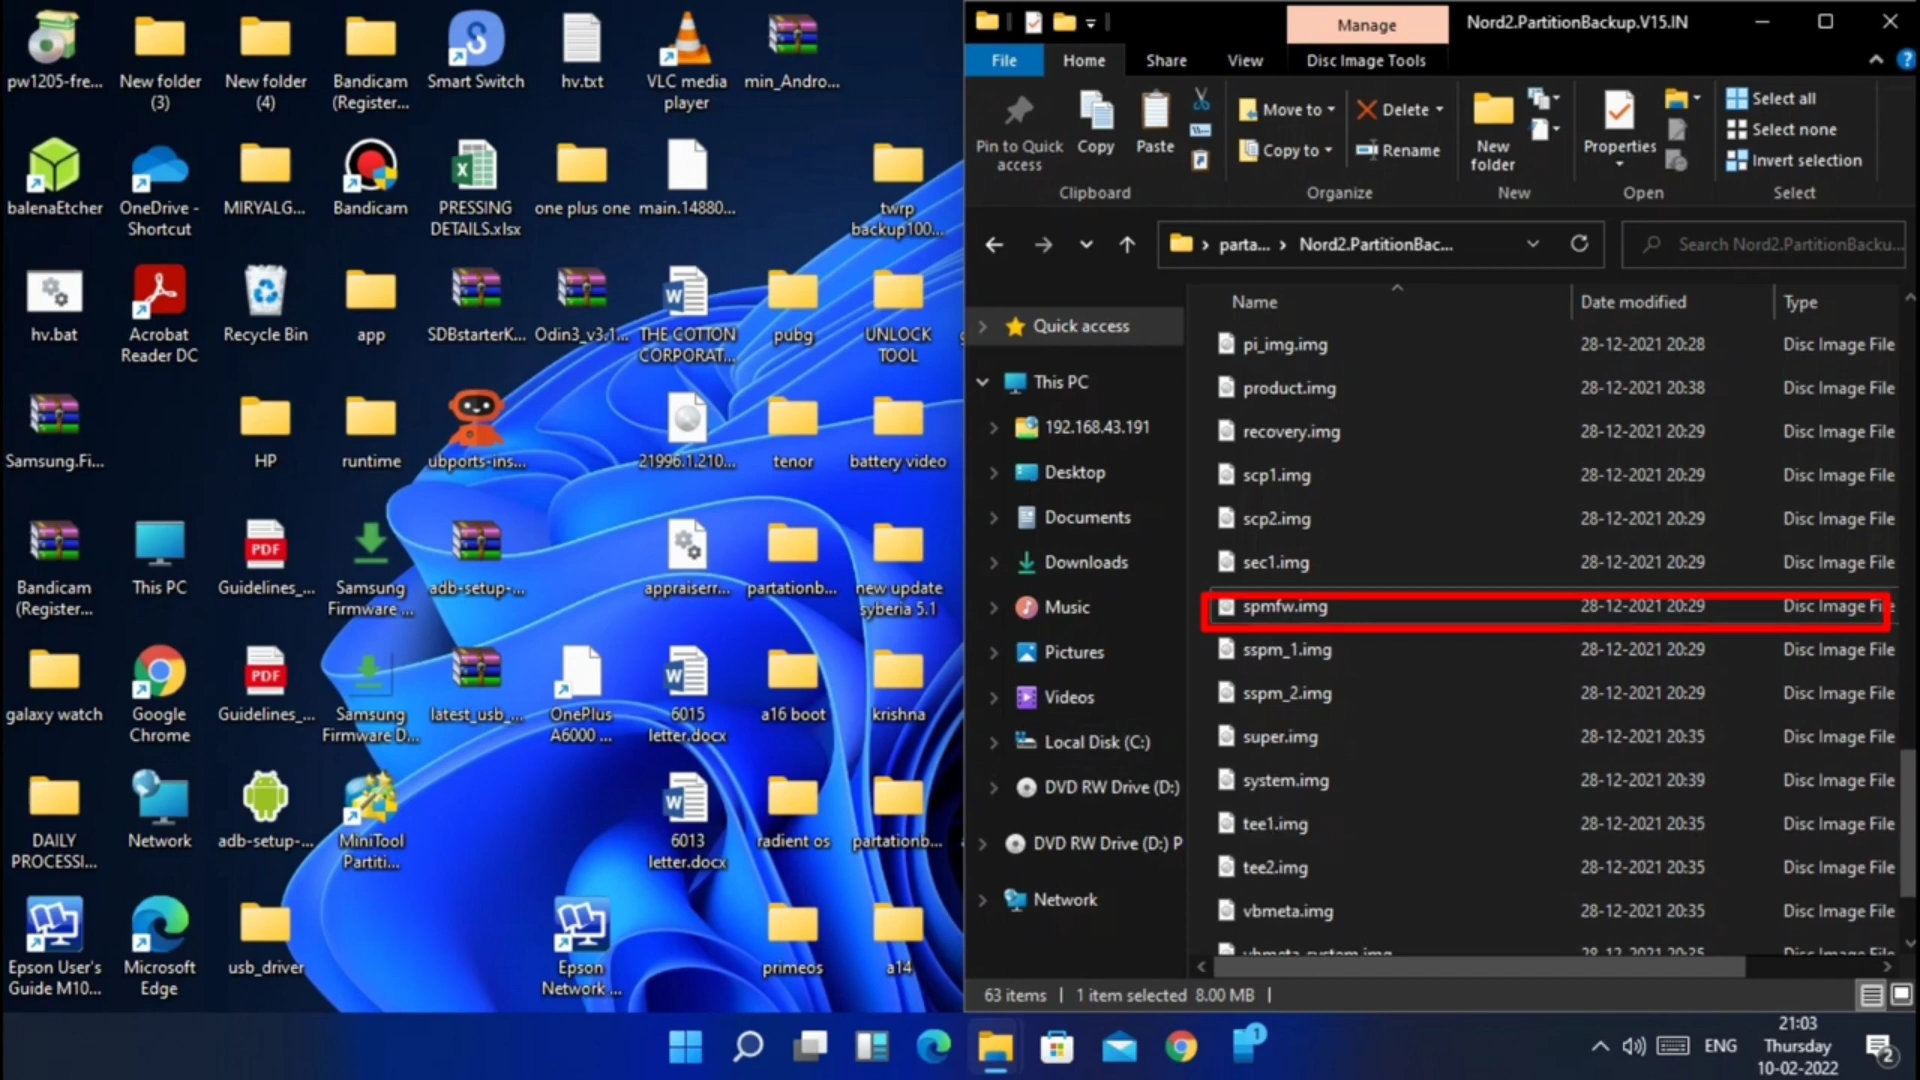 pw1205-fre...
New folder
(3)
New folder
(4)
Bandicam
(Register...
Smart Switch
hv.txt
VLC media
player
min_Andro...
balenaEtcher
OneDrive -
Shortcut
MIRYALG...
Bandicam
PRESSING
DETAILS.xlsx
one plus one
main.14880...
twrp
backup100...
hv.bat
Acrobat
Reader DC
Recycle Bin
app
SDBstarterK...
Odin3_v3.1...
THE COTTON
CORPORAT...
pubg
UNLOCK
TOOL
Samsung.Fi...
HP
runtime
ubports-ins...
21996.1.210...
tenor
battery video
Bandicam
(Register...
This PC
PDF
Guidelines_...
Samsung
Firmware ...
adb-setup-...
appraiserr...
partationb...
new update
syberia 5.1
galaxy watch
Google
Chrome
PDF
Guidelines_...
Samsung
Firmware D...
latest_usb_...
OnePlus
A6000 ...
6015
letter.docx
a16 boot
krishna
DAILY
PROCESSI...
Network
adb-setup-...
MiniTool
Partiti...
6013
letter.docx
radient os
partationb...
Epson User's
Guide M10...
Microsoft
Edge
usb_driver
Epson
Network ...
primeos
a14
Manage
Nord2.PartitionBackup.V15.IN
File
Home
Share
View
Disc Image Tools
Pin to Quick
access
Copy
Paste
Clipboard
Move to
Copy to
Delete
Rename
Organize
New
folder
New
Properties
Open
Select all
Select none
Invert selection
Select
parta... › Nord2.PartitionBac...
Search Nord2.PartitionBacku...
Quick access
This PC
192.168.43.191
Desktop
Documents
Downloads
Music
Pictures
Videos
Local Disk (C:)
DVD RW Drive (D:)
DVD RW Drive (D:) P
Network
Name Date modified Type
pi_img.img 28-12-2021 20:28 Disc Image File
product.img 28-12-2021 20:38 Disc Image File
recovery.img 28-12-2021 20:29 Disc Image File
scp1.img 28-12-2021 20:29 Disc Image File
scp2.img 28-12-2021 20:29 Disc Image File
sec1.img 28-12-2021 20:29 Disc Image File
spmfw.img 28-12-2021 20:29 Disc Image File
sspm_1.img 28-12-2021 20:29 Disc Image File
sspm_2.img 28-12-2021 20:29 Disc Image File
super.img 28-12-2021 20:35 Disc Image File
system.img 28-12-2021 20:39 Disc Image File
tee1.img 28-12-2021 20:35 Disc Image File
tee2.img 28-12-2021 20:35 Disc Image File
vbmeta.img 28-12-2021 20:35 Disc Image File
vbmeta_system.img 28-12-2021 20:35 Disc Image File
63 items 1 item selected 8.00 MB
1
ENG
21:03
Thursday
10-02-2022
2